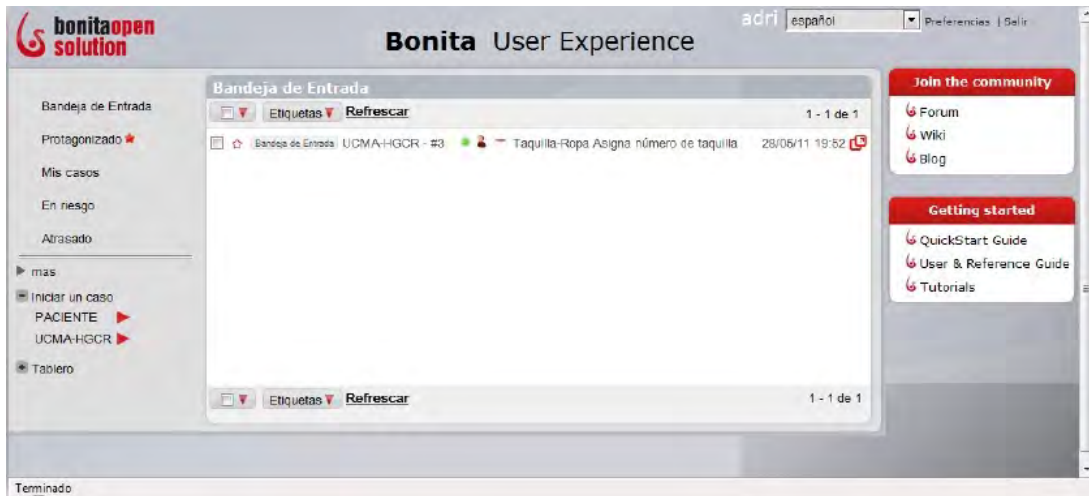 bonitaopen
solution
Bonita User Experience
adri español Preferencias | Salir
Bandeja de Entrada
Protagonizado
Mis casos
En riesgo
Atrasado
mas
Iniciar un caso
PACIENTE
UCMA-HGCR
Tablero
Bandeja de Entrada
Etiquetas Refrescar 1 - 1 de 1
Bandeja de Entrada UCMA-HGCR - #3 Taquilla-Ropa Asigna número de taquilla 28/05/11 19:52
Etiquetas Refrescar 1 - 1 de 1
Join the community
Forum
Wiki
Blog
Getting started
QuickStart Guide
User & Reference Guide
Tutorials
Terminado